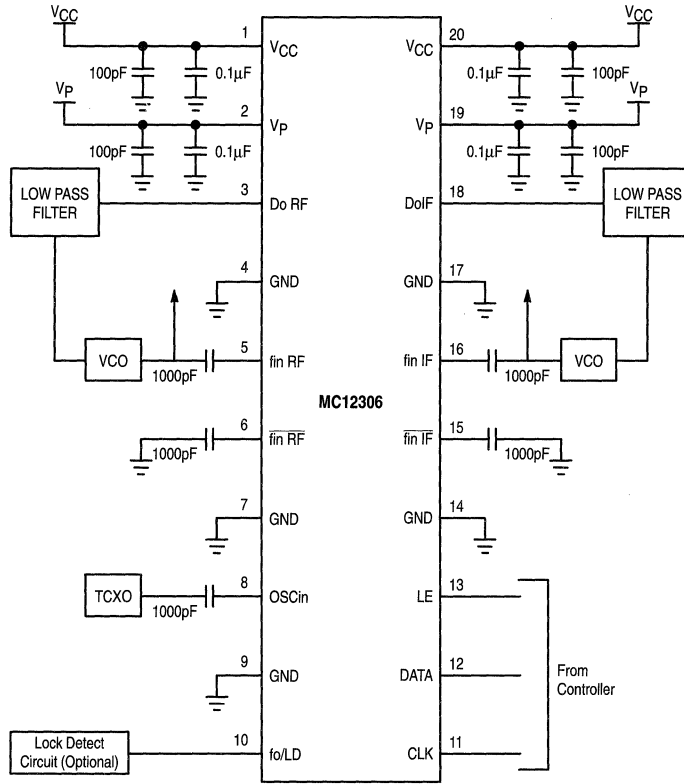 VCC
1
VCC
100pF
0.1µF
VP
2
VP
100pF
0.1µF
LOW PASS
FILTER
3
Do RF
4
GND
VCO
1000pF
5
fin RF
6
fin RF
1000pF
7
GND
TCXO
1000pF
8
OSCin
9
GND
Lock Detect
Circuit (Optional)
10
fo/LD
MC12306
VCC
20
VCC
0.1µF
100pF
VP
19
VP
0.1µF
100pF
DoIF
18
LOW PASS
FILTER
GND
17
fin IF
16
1000pF
VCO
fin IF
15
1000pF
GND
14
LE
13
DATA
12
From
Controller
CLK
11